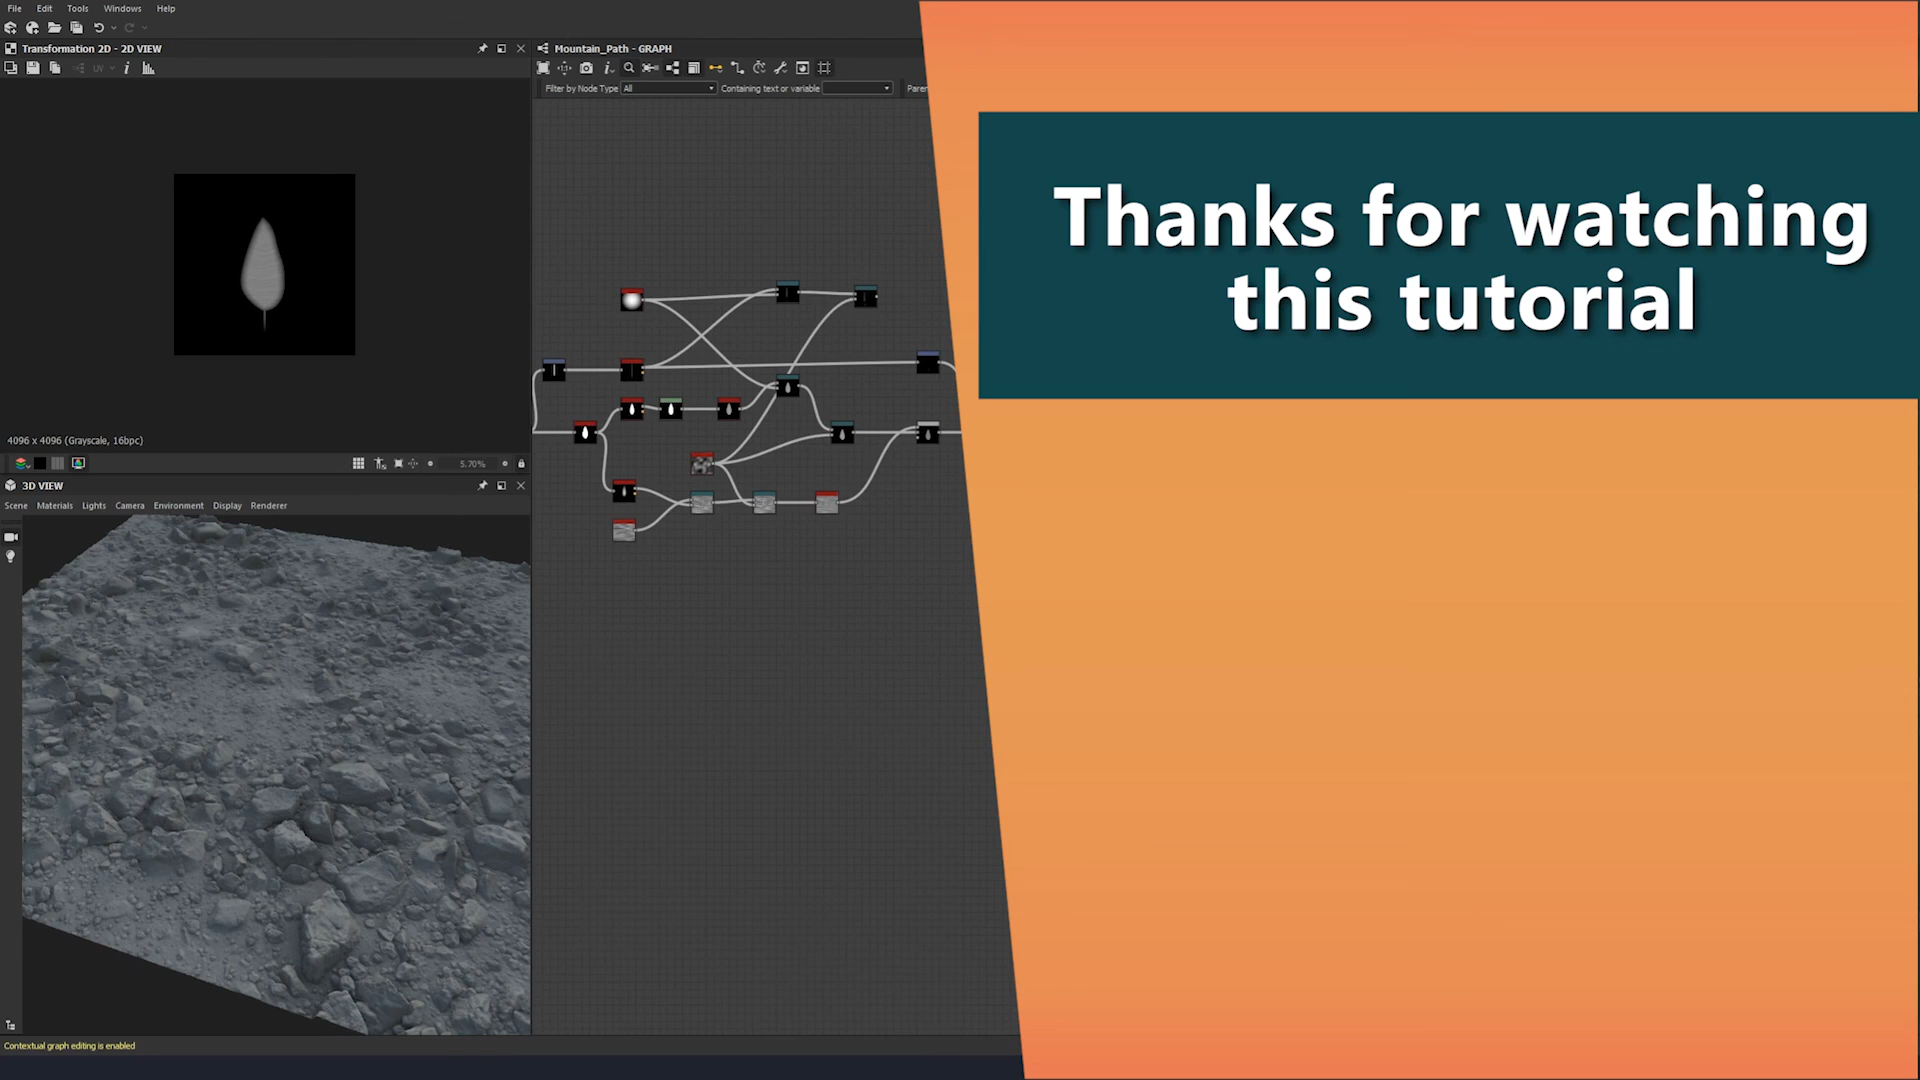 File Edit Tools Windows Help
Transformation 2D - 2D VIEW
4096 x 4096 (Grayscale, 16bpc)
5.70%
3D VIEW
Scene Materials Lights Camera Environment Display Renderer
Contextual graph editing is enabled
Mountain_Path - GRAPH
Filter by Node Type All Containing text or variable
Thanks for watching
this tutorial